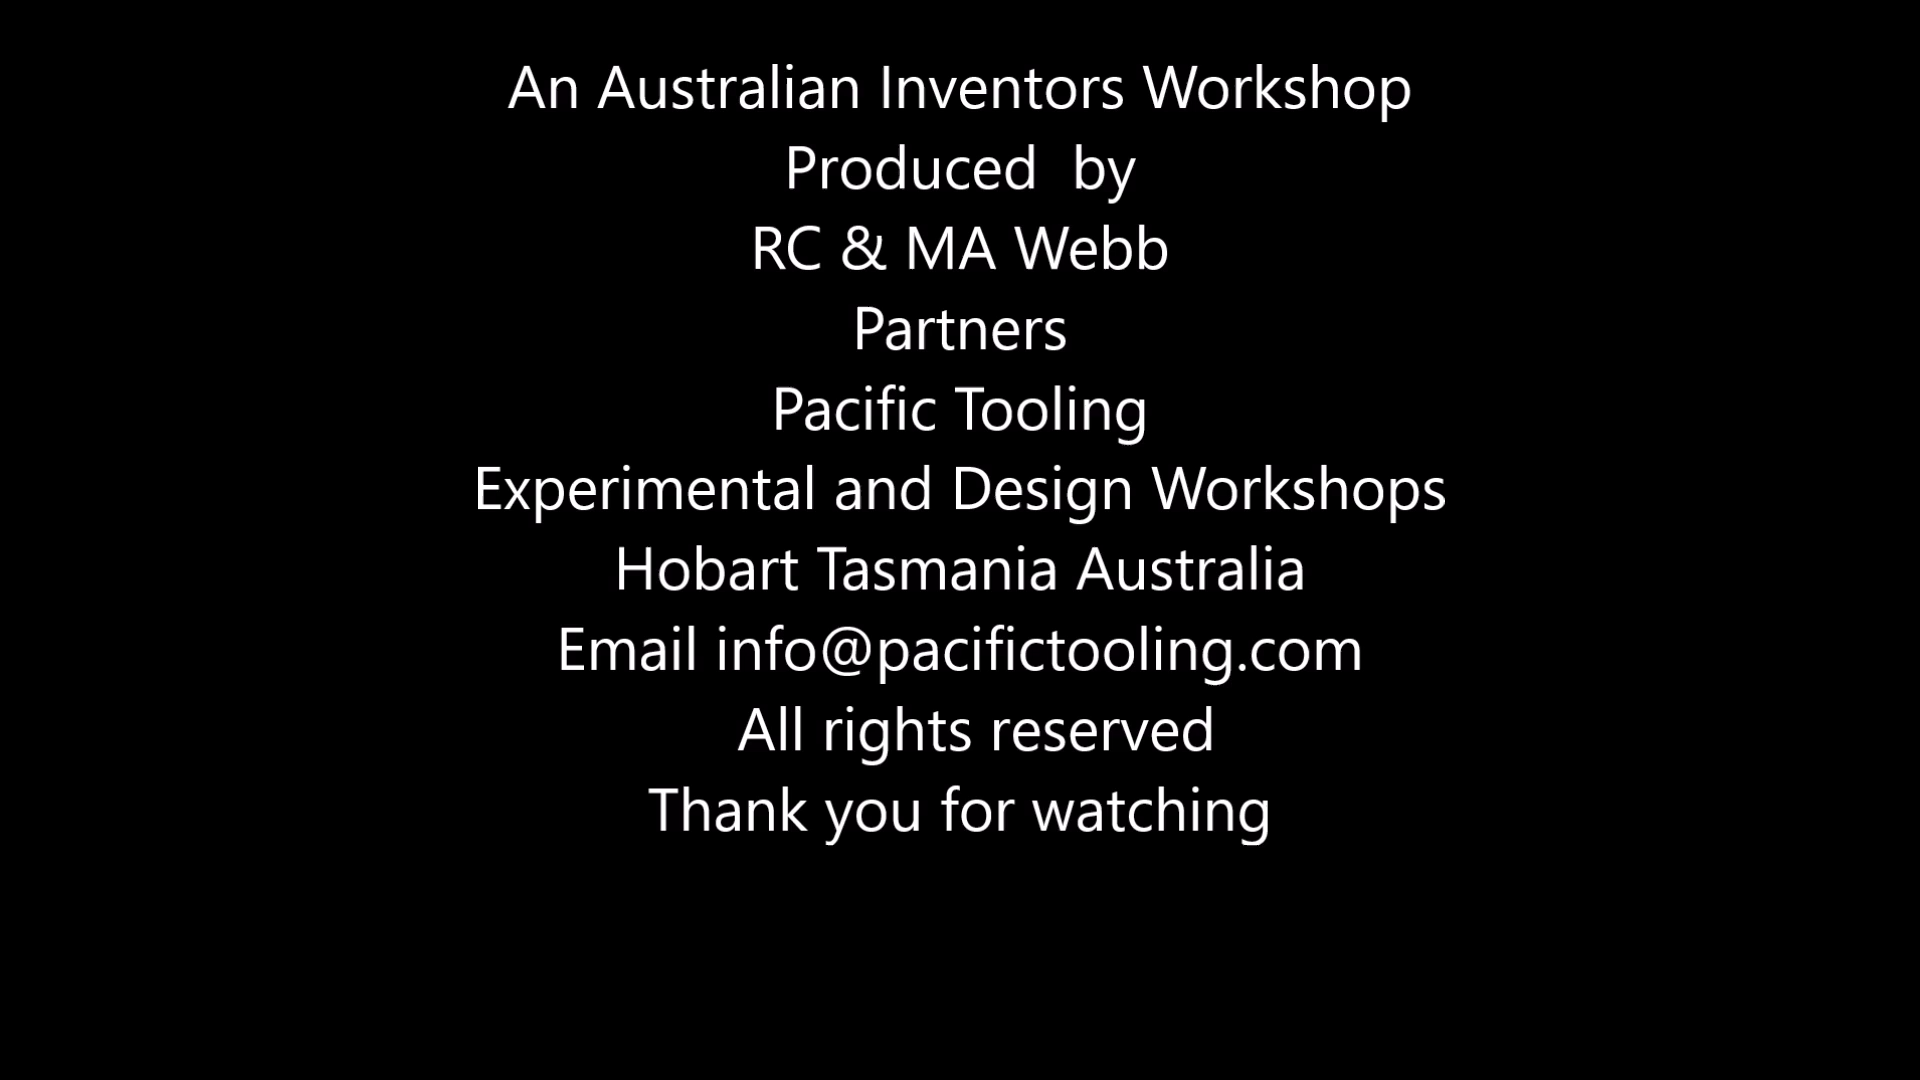 An Australian Inventors Workshop
Produced  by
RC & MA Webb
Partners
Pacific Tooling
Experimental and Design Workshops
Hobart Tasmania Australia
Email info@pacifictooling.com
All rights reserved
Thank you for watching